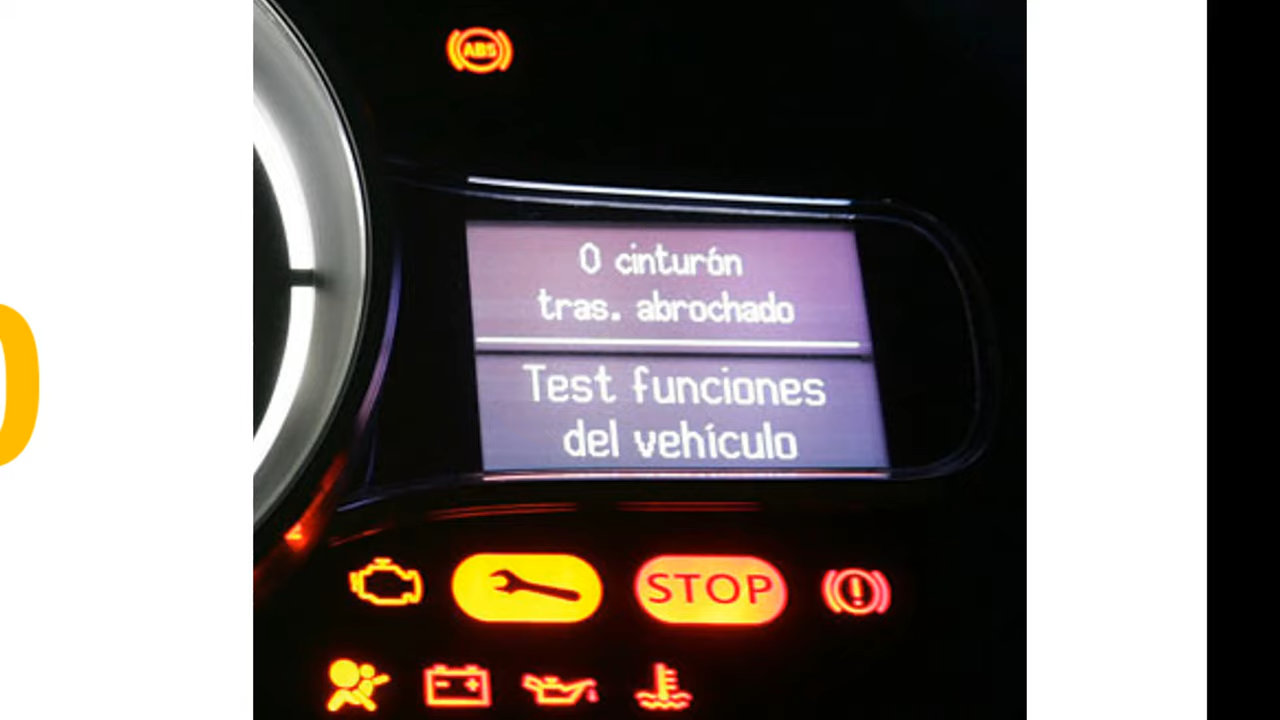 ABS
0 cinturón
tras. abrochado
Test funciones
del vehículo
STOP